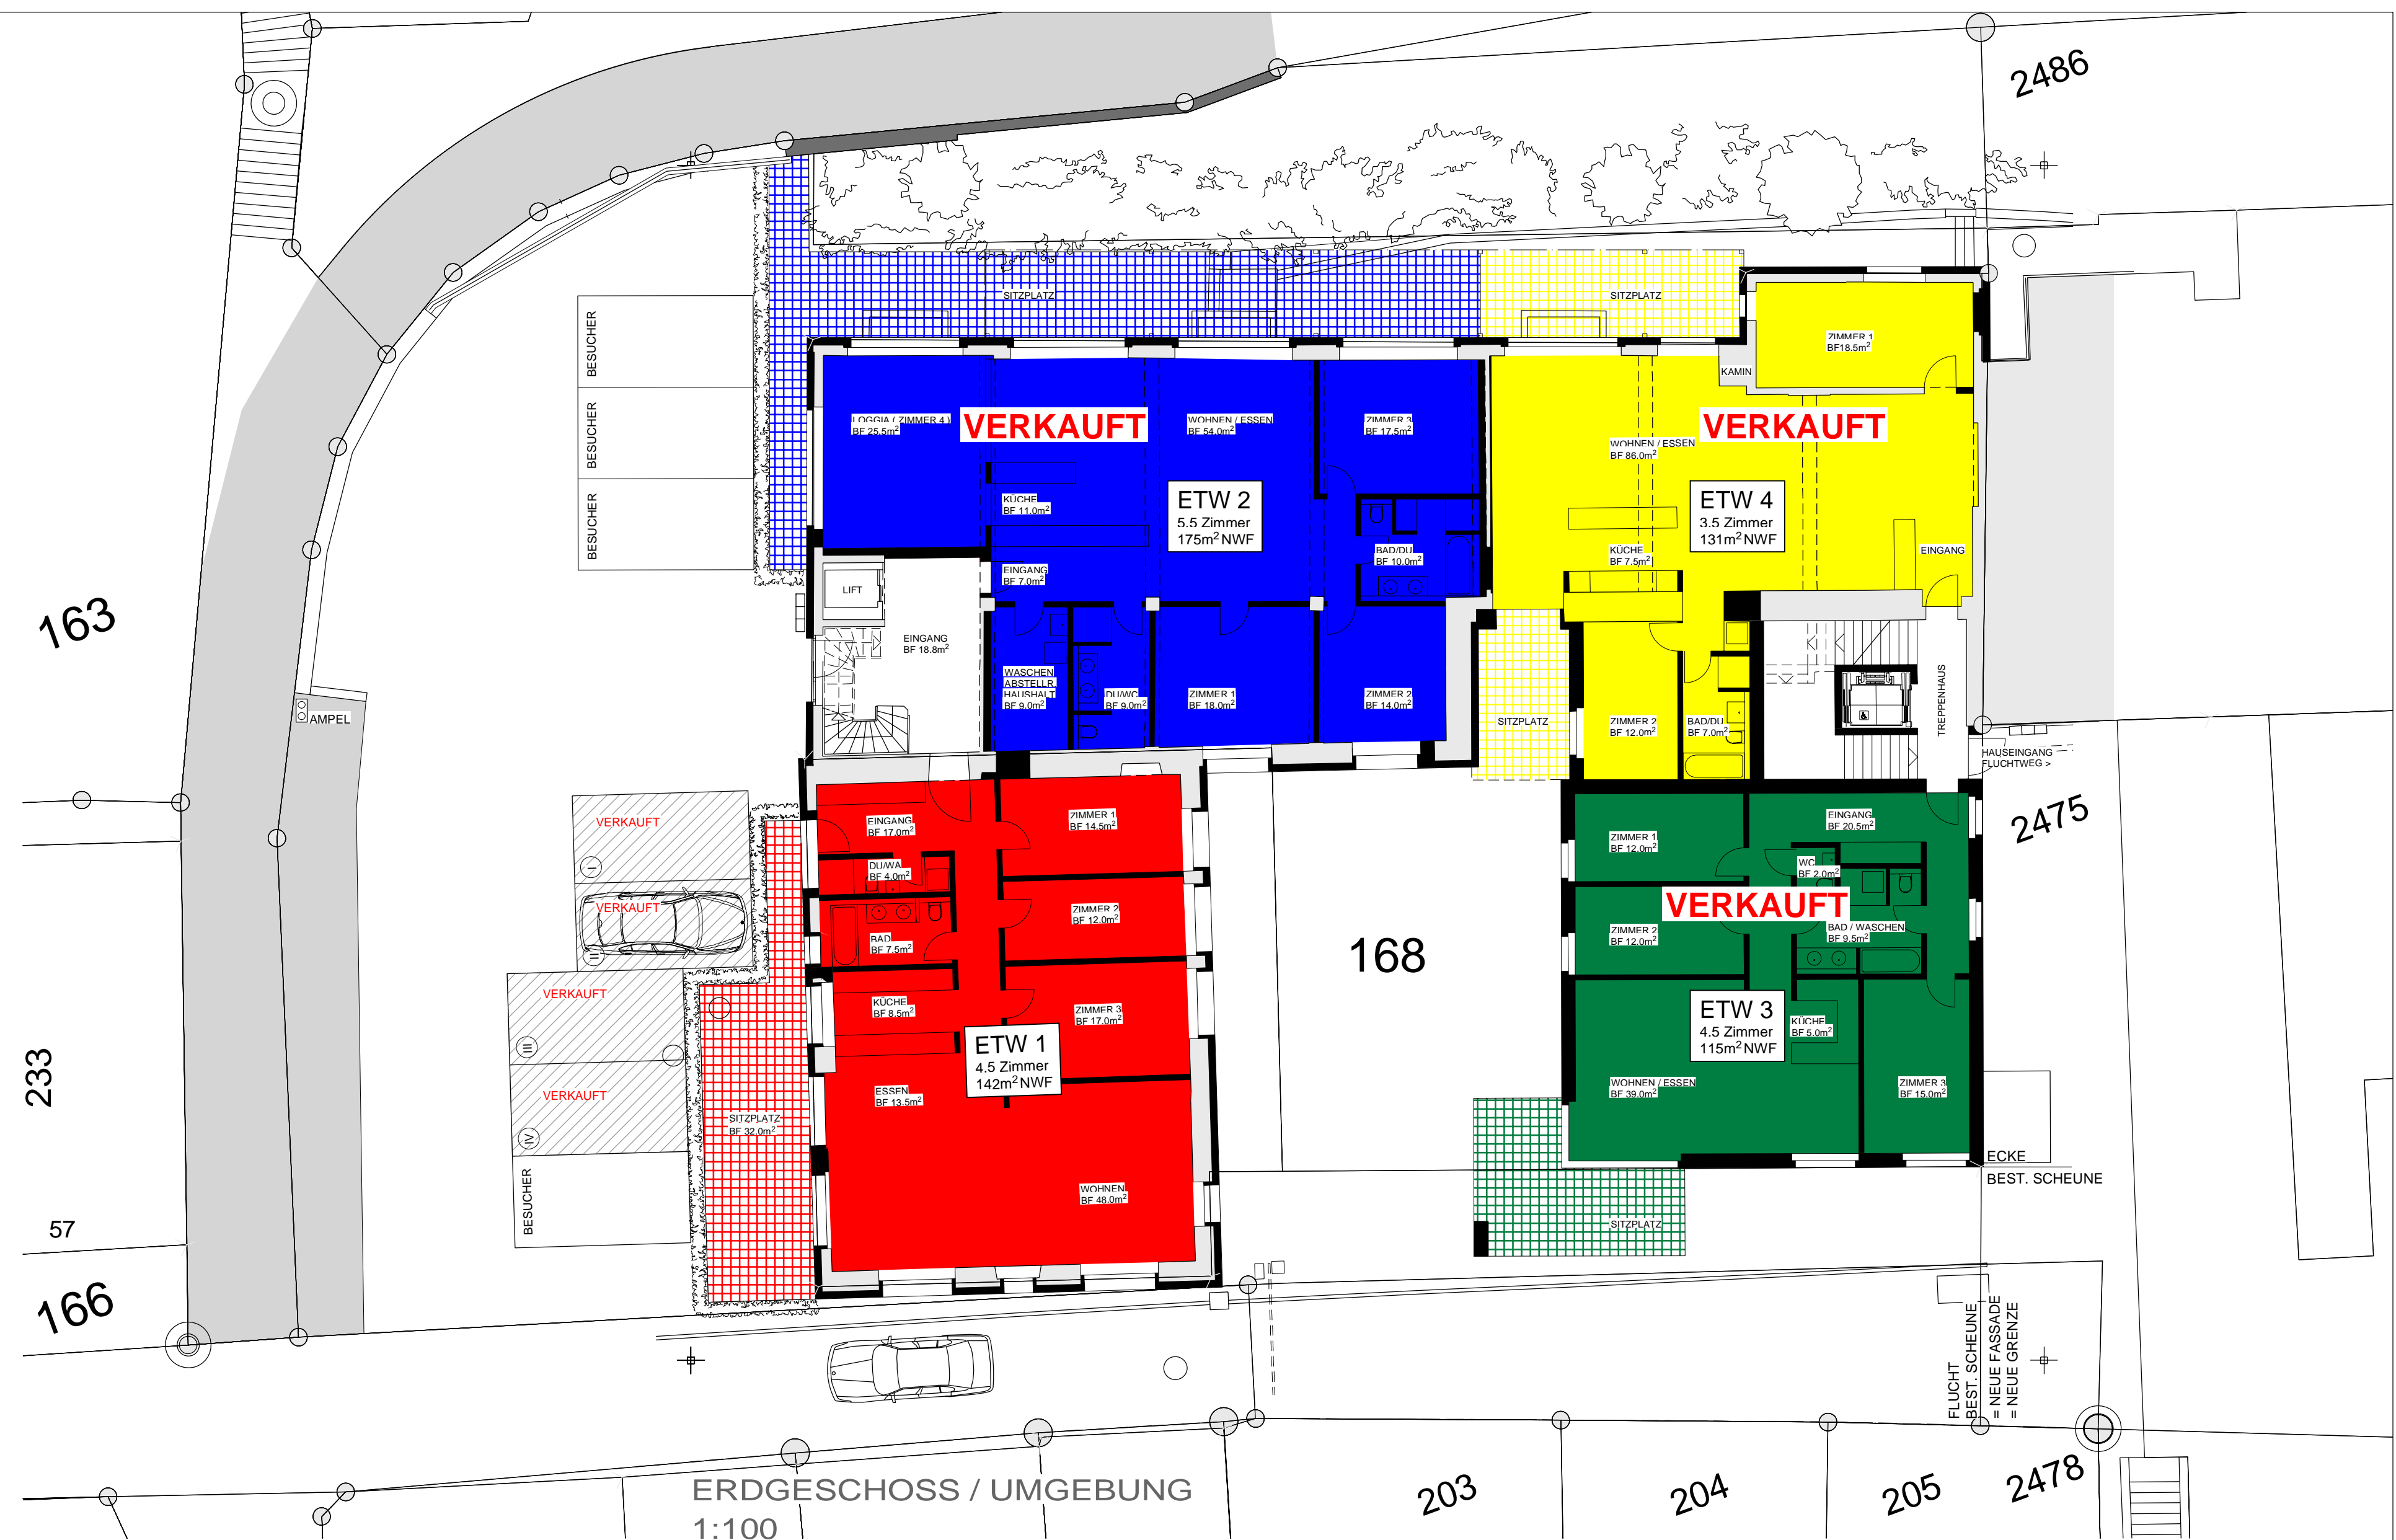 2486
BESUCHER
BESUCHER
BESUCHER
SITZPLATZ
SITZPLATZ
ZIMMER 1
BF18.5m²
KAMIN
LOGGIA ( ZIMMER 4 )
BF 25.5m²
VERKAUFT
WOHNEN / ESSEN
BF 54.0m²
ZIMMER 3
BF 17.5m²
VERKAUFT
WOHNEN / ESSEN
BF 86.0m²
KÜCHE
BF 11.0m²
ETW 2
5.5 Zimmer
175m² NWF
ETW 4
3.5 Zimmer
131m² NWF
BAD/DU
BF 10.0m²
KÜCHE
BF 7.5m²
EINGANG
EINGANG
BF 7.0m²
LIFT
163
EINGANG
BF 18.8m²
WASCHEN
ABSTELLR.
HAUSHALT
BF 9.0m²
DU/WC
BF 9.0m²
ZIMMER 1
BF 18.0m²
ZIMMER 2
BF 14.0m²
SITZPLATZ
ZIMMER 2
BF 12.0m²
BAD/DU
BF 7.0m²
TREPPENHAUS
AMPEL
HAUSEINGANG
FLUCHTWEG >
2475
VERKAUFT
I
VERKAUFT
II
VERKAUFT
III
VERKAUFT
IV
BESUCHER
EINGANG
BF 17.0m²
ZIMMER 1
BF 14.5m²
DU/WA
BF 4.0m²
ZIMMER 2
BF 12.0m²
BAD
BF 7.5m²
KÜCHE
BF 8.5m²
ZIMMER 3
BF 17.0m²
ETW 1
4.5 Zimmer
142m² NWF
ESSEN
BF 13.5m²
SITZPLATZ
BF 32.0m²
WOHNEN
BF 48.0m²
168
ZIMMER 1
BF 12.0m²
EINGANG
BF 20.5m²
WC
BF 2.0m²
VERKAUFT
ZIMMER 2
BF 12.0m²
BAD / WASCHEN
BF 9.5m²
ETW 3
4.5 Zimmer
115m² NWF
KÜCHE
BF 5.0m²
WOHNEN / ESSEN
BF 39.0m²
ZIMMER 3
BF 15.0m²
SITZPLATZ
ECKE
BEST. SCHEUNE
233
57
166
FLUCHT
BEST. SCHEUNE
= NEUE FASSADE
= NEUE GRENZE
203
204
205
2478
ERDGESCHOSS / UMGEBUNG
1:100